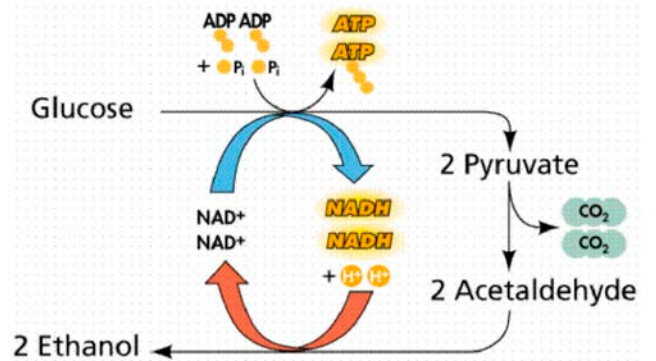 ADP ADP
ATP
ATP
+ Pi Pi
Glucose
2 Pyruvate
NAD+
NAD+
NADH
NADH
CO2
CO2
+ H+ H+
2 Acetaldehyde
2 Ethanol